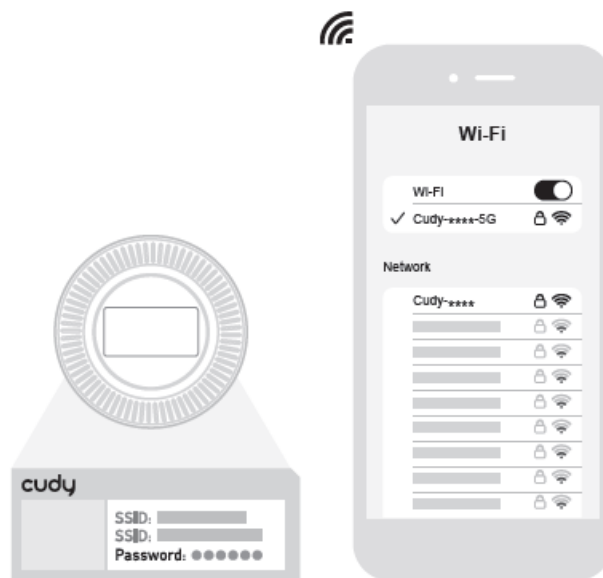 Wi-Fi
Wi-Fi
Cudy-****-5G
Network
Cudy-****
cudy
SSID:
SSID:
Password: ●●●●●●